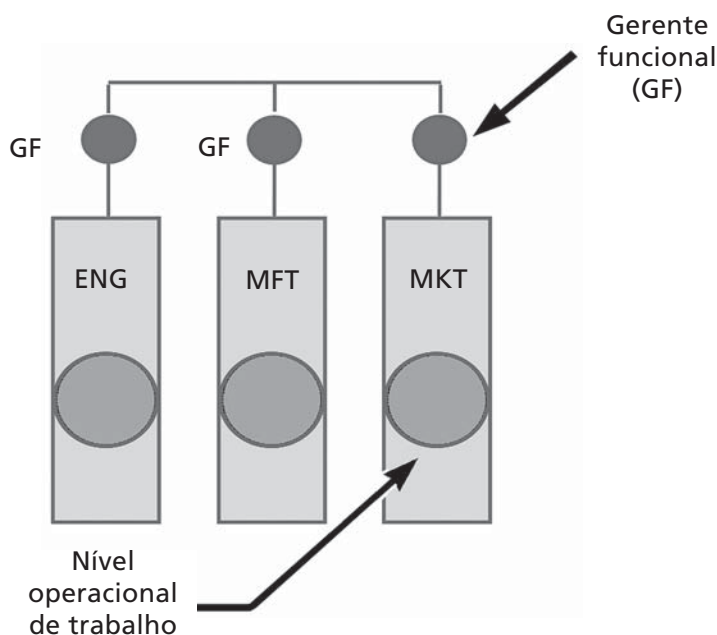 Gerente
funcional
(GF)
GF
GF
ENG
MFT
MKT
Nível
operacional
de trabalho